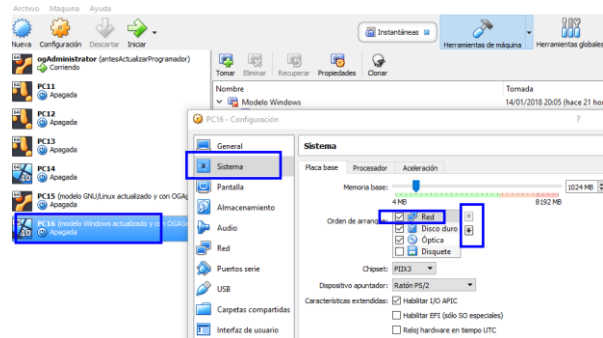 Archivo Máquina Ayuda
Nueva Configuración Descartar Iniciar
Instantáneas
Herramientas de máquina
Herramientas globales
ogAdministrator (antesActualizarProgramador)
Corriendo
PC11
Apagada
PC12
Apagada
PC13
Apagada
PC14
Apagada
PC15 (modelo GNU/Linux actualizado y con OGAg
Apagada
PC16 (modelo Windows actualizado y con OGAg
Apagada
Tomar Eliminar Recuperar Propiedades Clonar
Nombre Tomada
Modelo Windows 14/01/2018 20:05 (hace 21 hor
PC16 - Configuración ?
General
Sistema
Pantalla
Almacenamiento
Audio
Red
Puertos serie
USB
Carpetas compartidas
Interfaz de usuario
Sistema
Placa base Procesador Aceleración
Memoria base: 1024 MB
4 MB 8192 MB
Orden de arranque: Red
Disco duro
Óptica
Disquete
Chipset: PIIX3
Dispositivo apuntador: Ratón PS/2
Características extendidas: Habilitar I/O APIC
Habilitar EFI (sólo SO especiales)
Reloj hardware en tiempo UTC